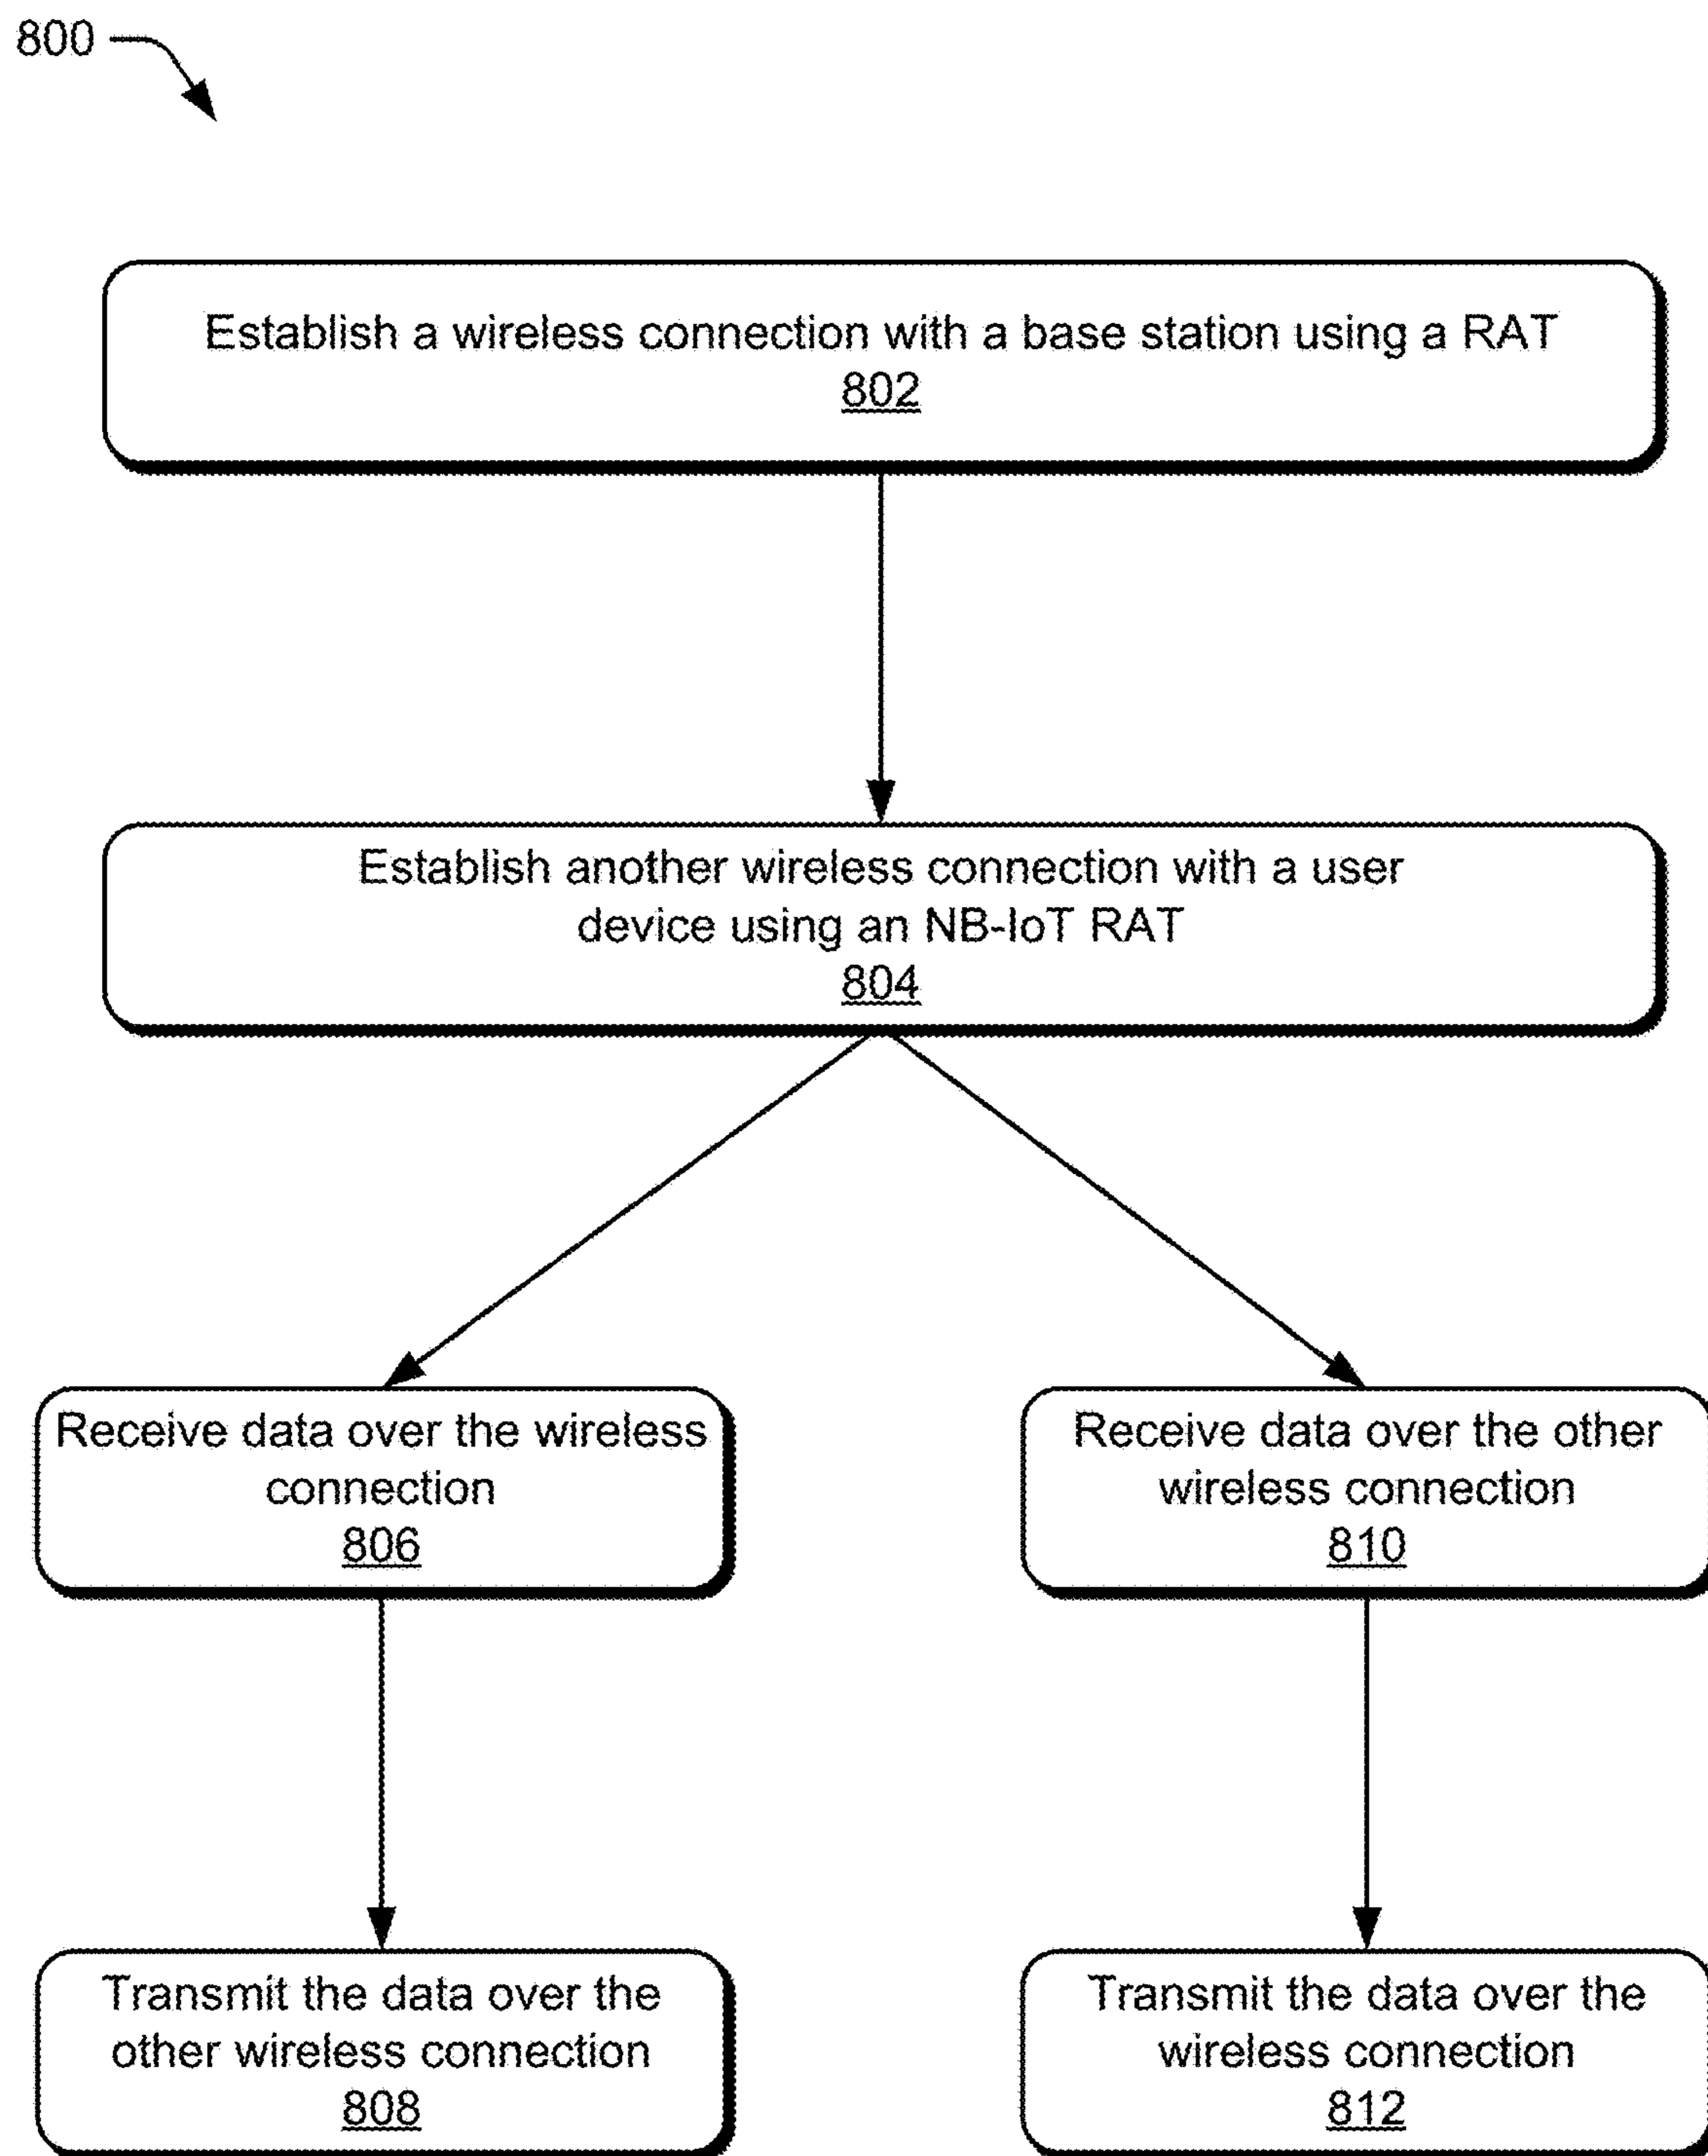 800
Establish a wireless connection with a base station using a RAT
802
Establish another wireless connection with a user
device using an NB-IoT RAT
804
Receive data over the wireless
connection
806
Receive data over the other
wireless connection
810
Transmit the data over the
other wireless connection
808
Transmit the data over the
wireless connection
812